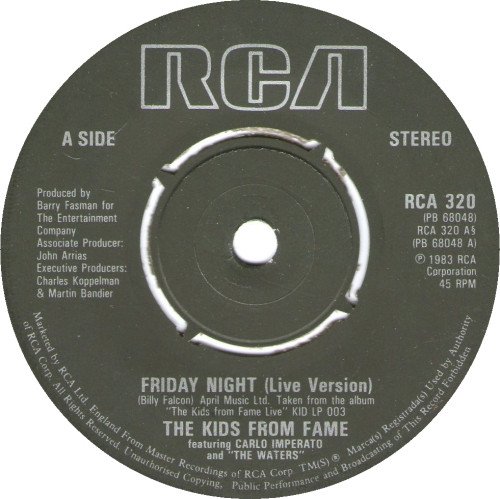 RCA
A SIDE
STEREO
Produced by
Barry Fasman for
The Entertainment
Company
Associate Producer:
John Arrias
Executive Producers:
Charles Koppelman
& Martin Bandier
RCA 320
(PB 68048)
RCA 320 A§
(PB 68048 A)
℗ 1983 RCA
Corporation
45 RPM
FRIDAY NIGHT (Live Version)
(Billy Falcon) April Music Ltd. Taken from the album
"The Kids from Fame Live" KID LP 003
THE KIDS FROM FAME
featuring CARLO IMPERATO
and "THE WATERS"
Marketed by RCA Ltd. England From Master Recordings of RCA Corp. TM(S) ® Marca(s) Registrada(s) Used by Authority
of RCA Corp. All Rights Reserved. Unauthorised Copying, Public Performance and Broadcasting of This Record Forbidden